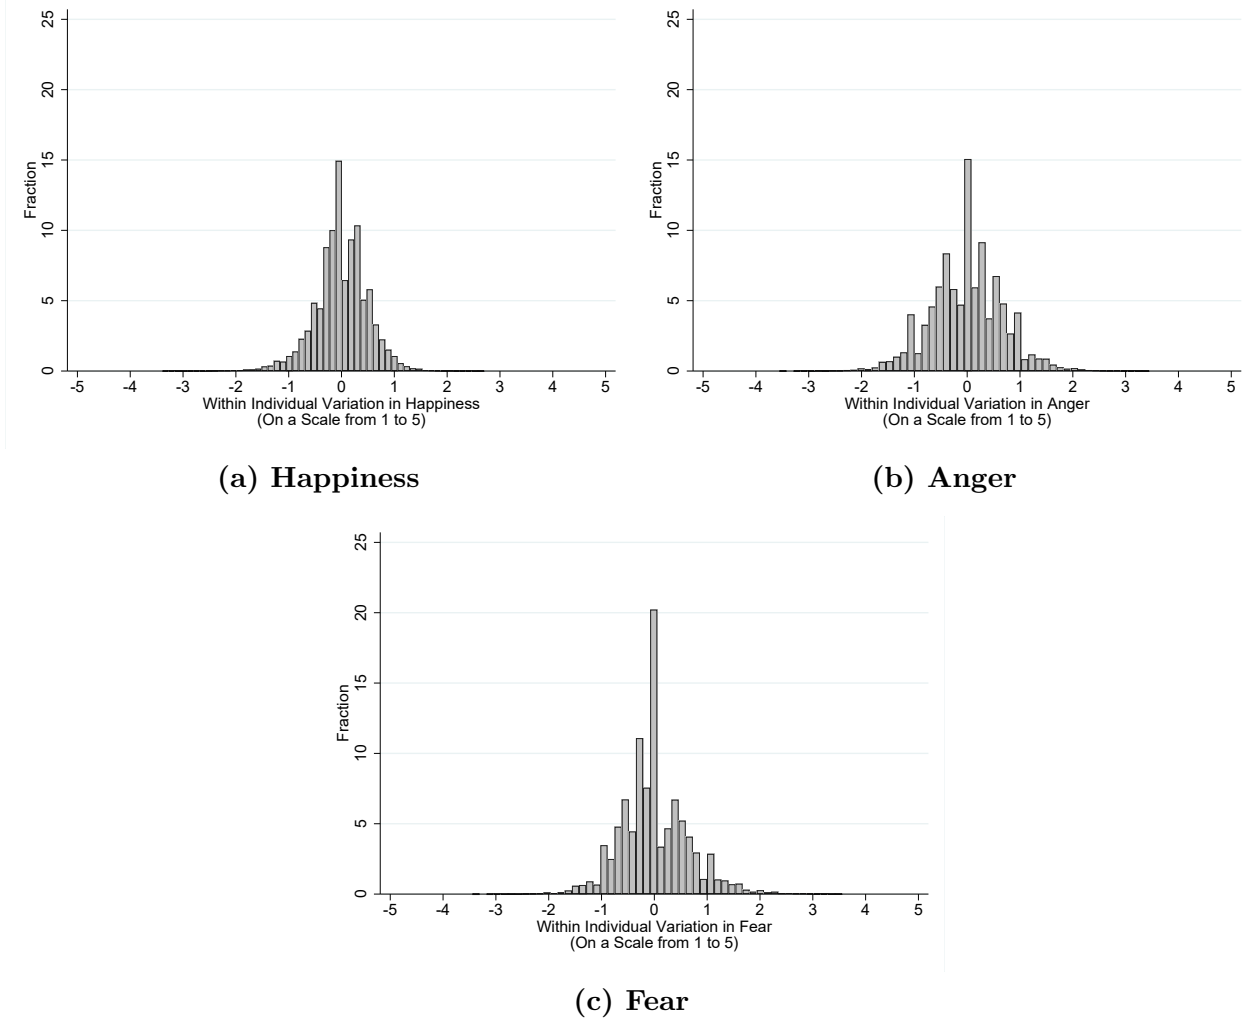 25
20
15
10
5
0
Fraction
-5 -4 -3 -2 -1 0 1 2 3 4 5
Within Individual Variation in Happiness
(On a Scale from 1 to 5)
(a) Happiness
25
20
15
10
5
0
Fraction
-5 -4 -3 -2 -1 0 1 2 3 4 5
Within Individual Variation in Anger
(On a Scale from 1 to 5)
(b) Anger
25
20
15
10
5
0
Fraction
-5 -4 -3 -2 -1 0 1 2 3 4 5
Within Individual Variation in Fear
(On a Scale from 1 to 5)
(c) Fear